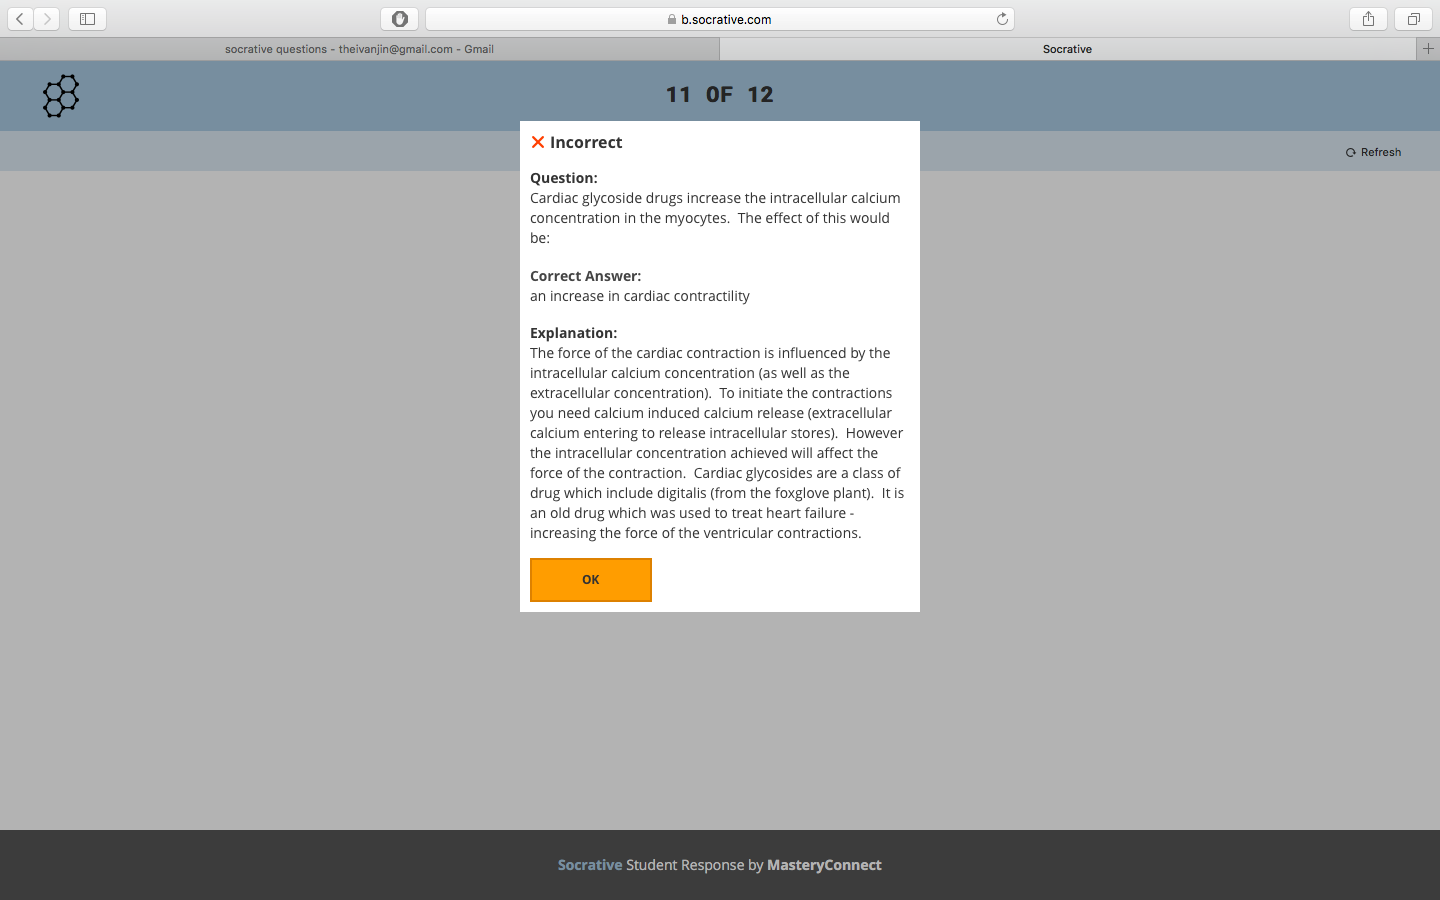 b.socrative.com
socrative questions - theivanjin@gmail.com - Gmail
Socrative
11 OF 12
Refresh
Incorrect
Question:
Cardiac glycoside drugs increase the intracellular calcium
concentration in the myocytes.  The effect of this would
be:
Correct Answer:
an increase in cardiac contractility
Explanation:
The force of the cardiac contraction is influenced by the
intracellular calcium concentration (as well as the
extracellular concentration).  To initiate the contractions
you need calcium induced calcium release (extracellular
calcium entering to release intracellular stores).  However
the intracellular concentration achieved will affect the
force of the contraction.  Cardiac glycosides are a class of
drug which include digitalis (from the foxglove plant).  It is
an old drug which was used to treat heart failure -
increasing the force of the ventricular contractions.
OK
Socrative Student Response by MasteryConnect